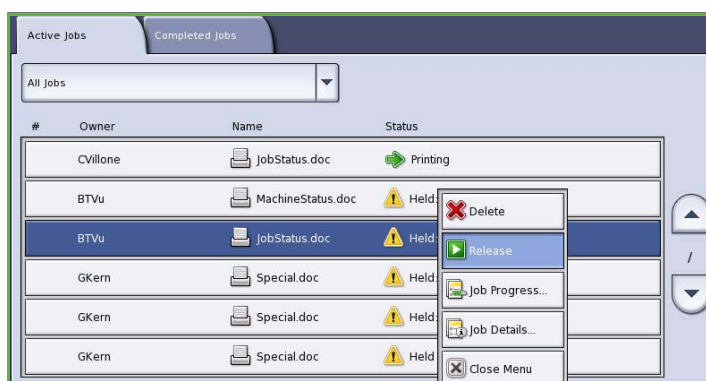 Active Jobs
Completed Jobs
All Jobs
# Owner Name Status
CVillone JobStatus.doc Printing
BTVu MachineStatus.doc Held:
Delete
BTVu JobStatus.doc Held:
Release
/
GKern Special.doc Held:
Job Progress...
GKern Special.doc Held:
Job Details...
GKern Special.doc Held
Close Menu